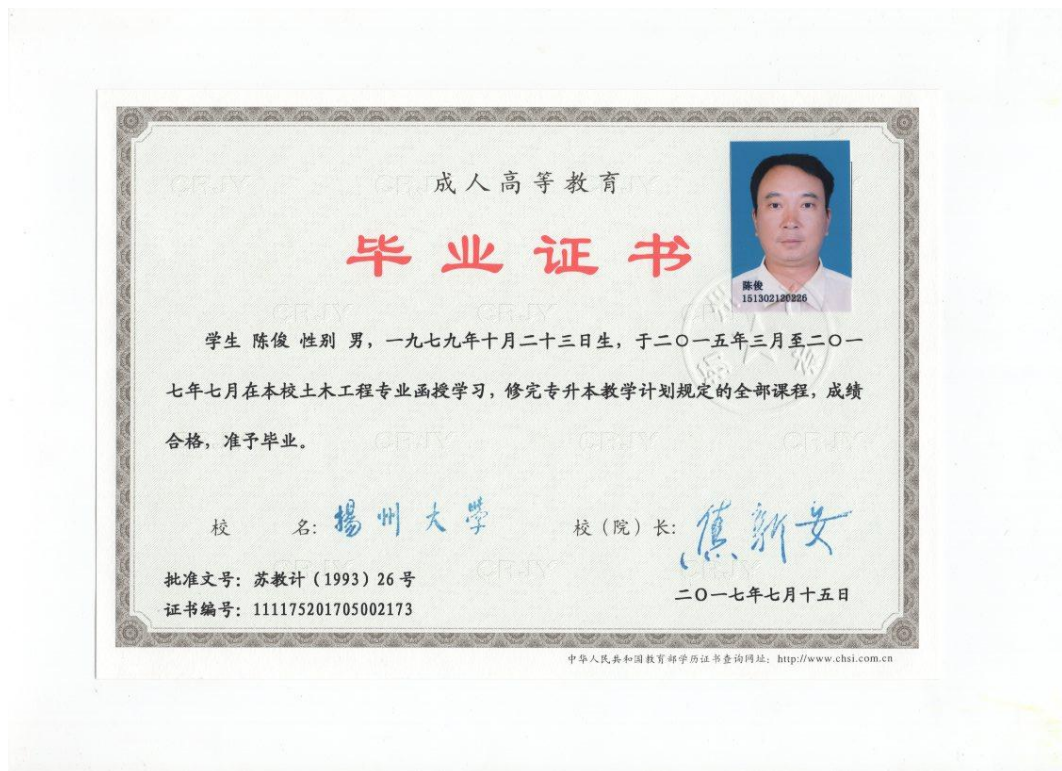 成人高等教育
毕业证书
陈俊
151302120226
学生 陈俊 性别 男，一九七九年十月二十三日生，于二〇一五年三月至二〇一
七年七月在本校土木工程专业函授学习，修完专升本教学计划规定的全部课程，成绩
合格，准予毕业。
校 名：揚州大學
校（院）长：焦新安
批准文号：苏教计（1993）26号
证书编号：111175201705002173
二〇一七年七月十五日
中华人民共和国教育部学历证书查询网址：http://www.chsi.com.cn
CRJY